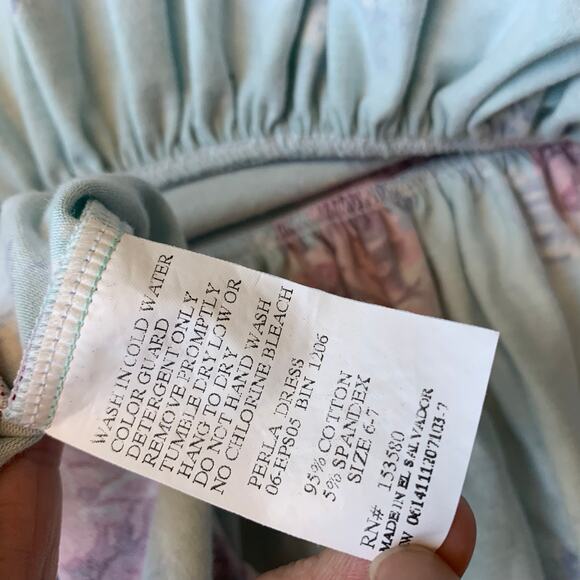 WASH IN COLD WATER
COLOR GUARD
DETERGENT ONLY
REMOVE PROMPTLY
TUMBLE DRY LOW OR
HANG TO DRY
DO NOT HAND WASH
NO CHLORINE BLEACH
PERLA DRESS
06-EPS05 BIN 1206
95% COTTON
5% SPANDEX
SIZE 6-7
RN# 133580
MADE IN EL SALVADOR